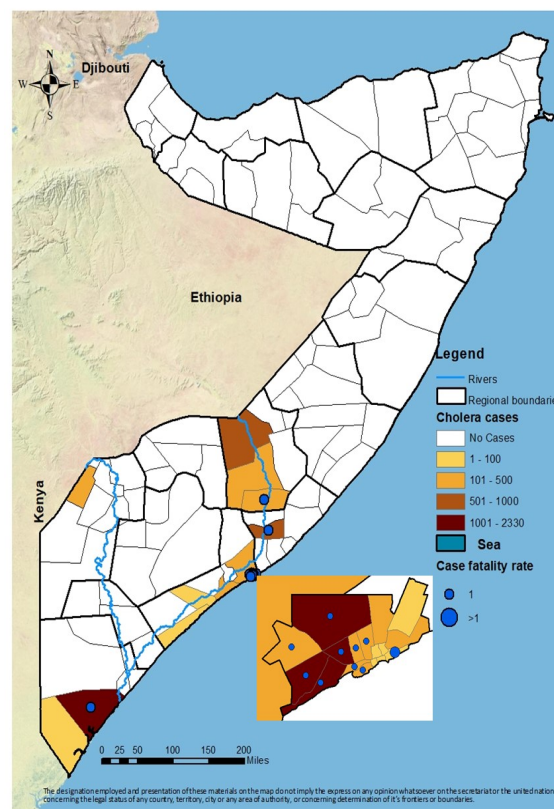 N
W E
S
Djibouti
Ethiopia
Kenya
Legend
Rivers
Regional boundarie
Cholera cases
No Cases
1 - 100
101 - 500
501 - 1000
1001 - 2330
Sea
Case fatality rate
1
>1
0 25 50 100 150 200
Miles
The designation employed and presentation of these materials on the map do not imply the express on any opinion whatsoever on the secretariat or the united nation
concerning the legal status of any country, territory, city or any area of authority, or concerning determination of it's frontiers or boundaries.